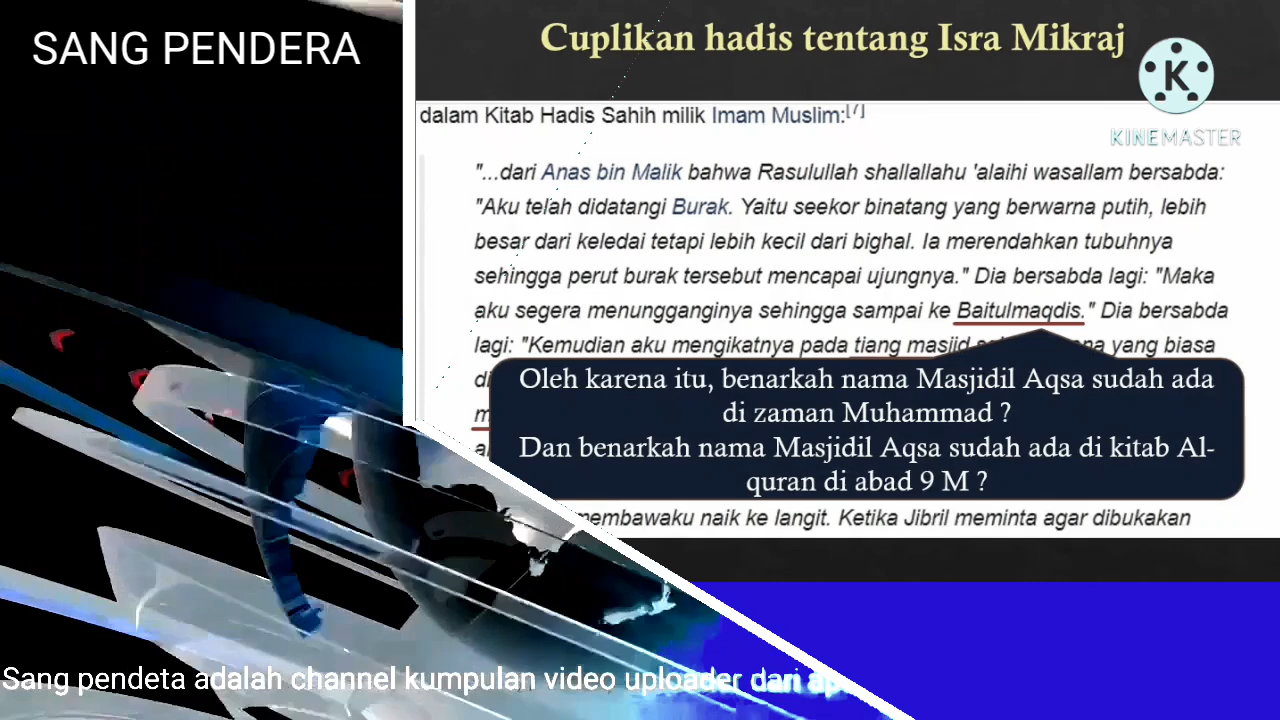 SANG PENDERA
Cuplikan hadis tentang Isra Mikraj
K
KINEMASTER
dalam Kitab Hadis Sahih milik Imam Muslim:[7]
"...dari Anas bin Malik bahwa Rasulullah shallallahu 'alaihi wasallam bersabda:
"Aku telah didatangi Burak. Yaitu seekor binatang yang berwarna putih, lebih
besar dari keledai tetapi lebih kecil dari bighal. Ia merendahkan tubuhnya
sehingga perut burak tersebut mencapai ujungnya." Dia bersabda lagi: "Maka
aku segera menungganginya sehingga sampai ke Baitulmaqdis." Dia bersabda
lagi: "Kemudian aku mengikatnya pada tiang masjid yang biasa
Oleh karena itu, benarkah nama Masjidil Aqsa sudah ada
di zaman Muhammad ?
Dan benarkah nama Masjidil Aqsa sudah ada di kitab Al-
quran di abad 9 M ?
membawaku naik ke langit. Ketika Jibril meminta agar dibukakan
Sang pendeta adalah channel kumpulan video uploader dari